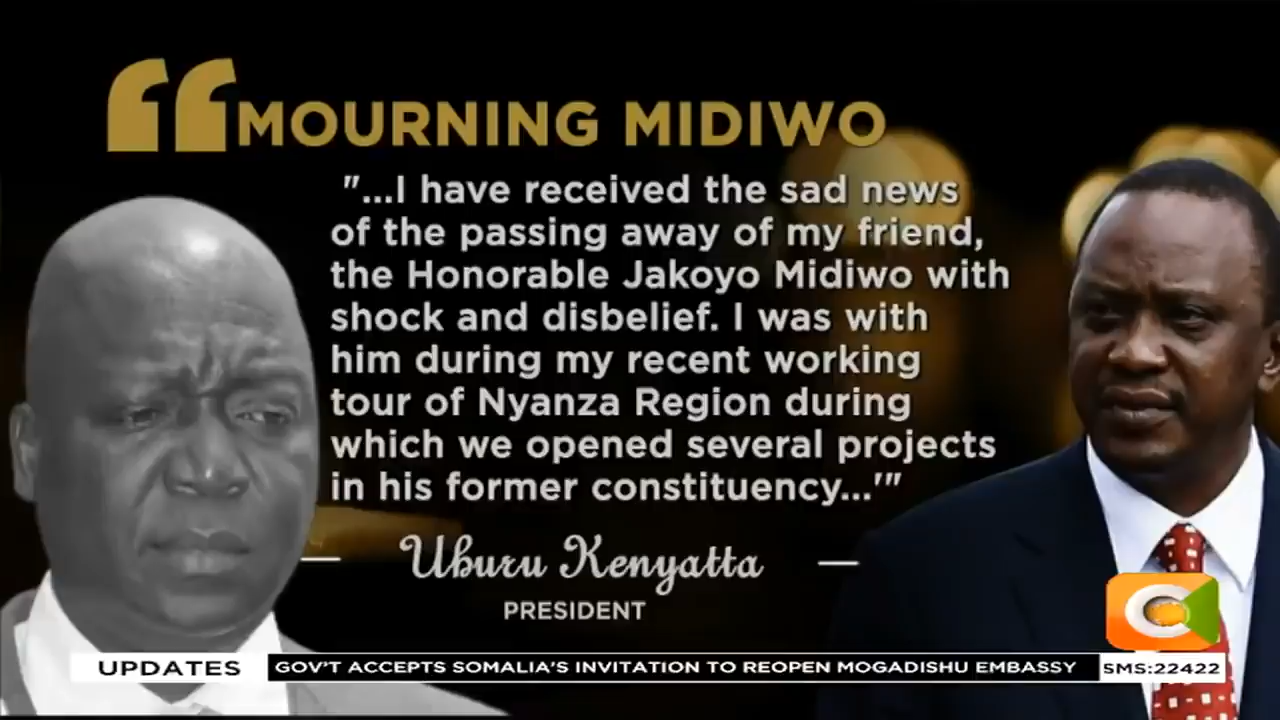 MOURNING MIDIWO
"...I have received the sad news
of the passing away of my friend,
the Honorable Jakoyo Midiwo with
shock and disbelief. I was with
him during my recent working
tour of Nyanza Region during
which we opened several projects
in his former constituency...'"
Uhuru Kenyatta
PRESIDENT
UPDATES
GOV'T ACCEPTS SOMALIA'S INVITATION TO REOPEN MOGADISHU EMBASSY
SMS:22422